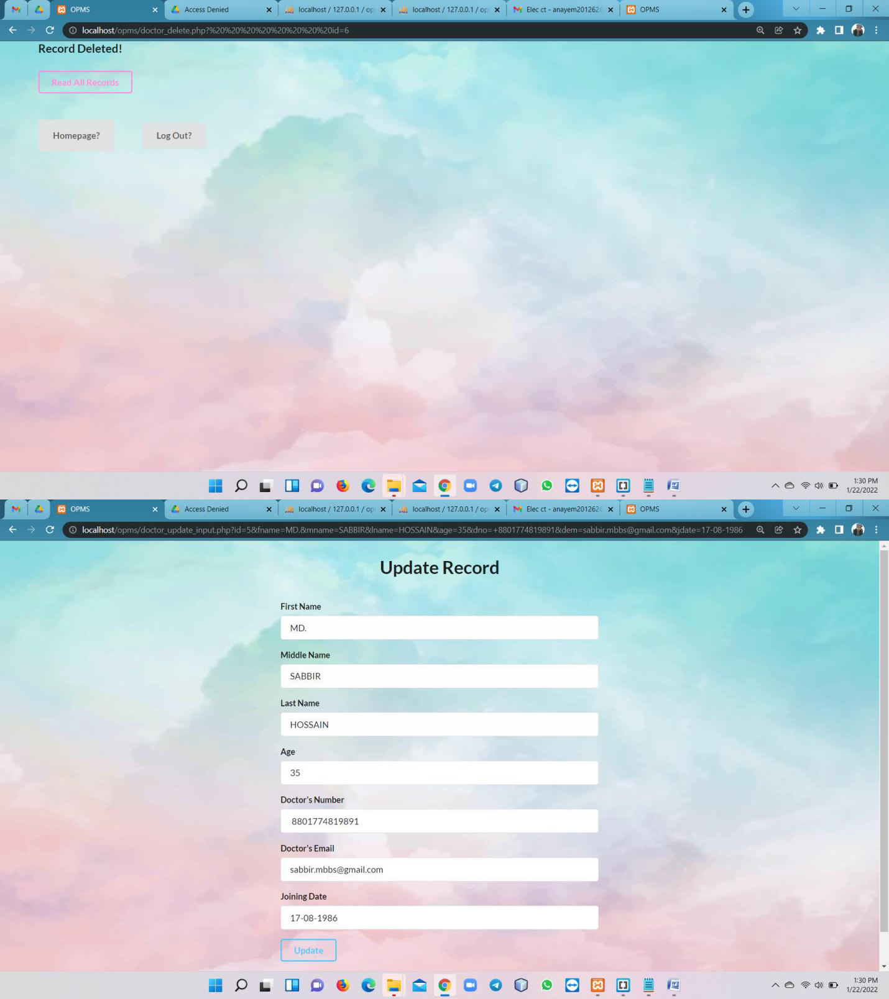 OPMS
Access Denied
localhost / 127.0.0.1 / op
localhost / 127.0.0.1 / op
Elec ct - anayem201262@
OPMS
localhost/opms/doctor_delete.php?%20%20%20%20%20%20%20%20id=6
Record Deleted!
Read All Records
Homepage?
Log Out?
1:30 PM
1/22/2022
OPMS
Access Denied
localhost / 127.0.0.1 / op
localhost / 127.0.0.1 / op
Elec ct - anayem201262@
OPMS
localhost/opms/doctor_update_input.php?id=5&fname=MD.&mname=SABBIR&lname=HOSSAIN&age=35&dno=+8801774819891&dem=sabbir.mbbs@gmail.com&jdate=17-08-1986
Update Record
First Name
MD.
Middle Name
SABBIR
Last Name
HOSSAIN
Age
35
Doctor's Number
8801774819891
Doctor's Email
sabbir.mbbs@gmail.com
Joining Date
17-08-1986
Update
1:30 PM
1/22/2022